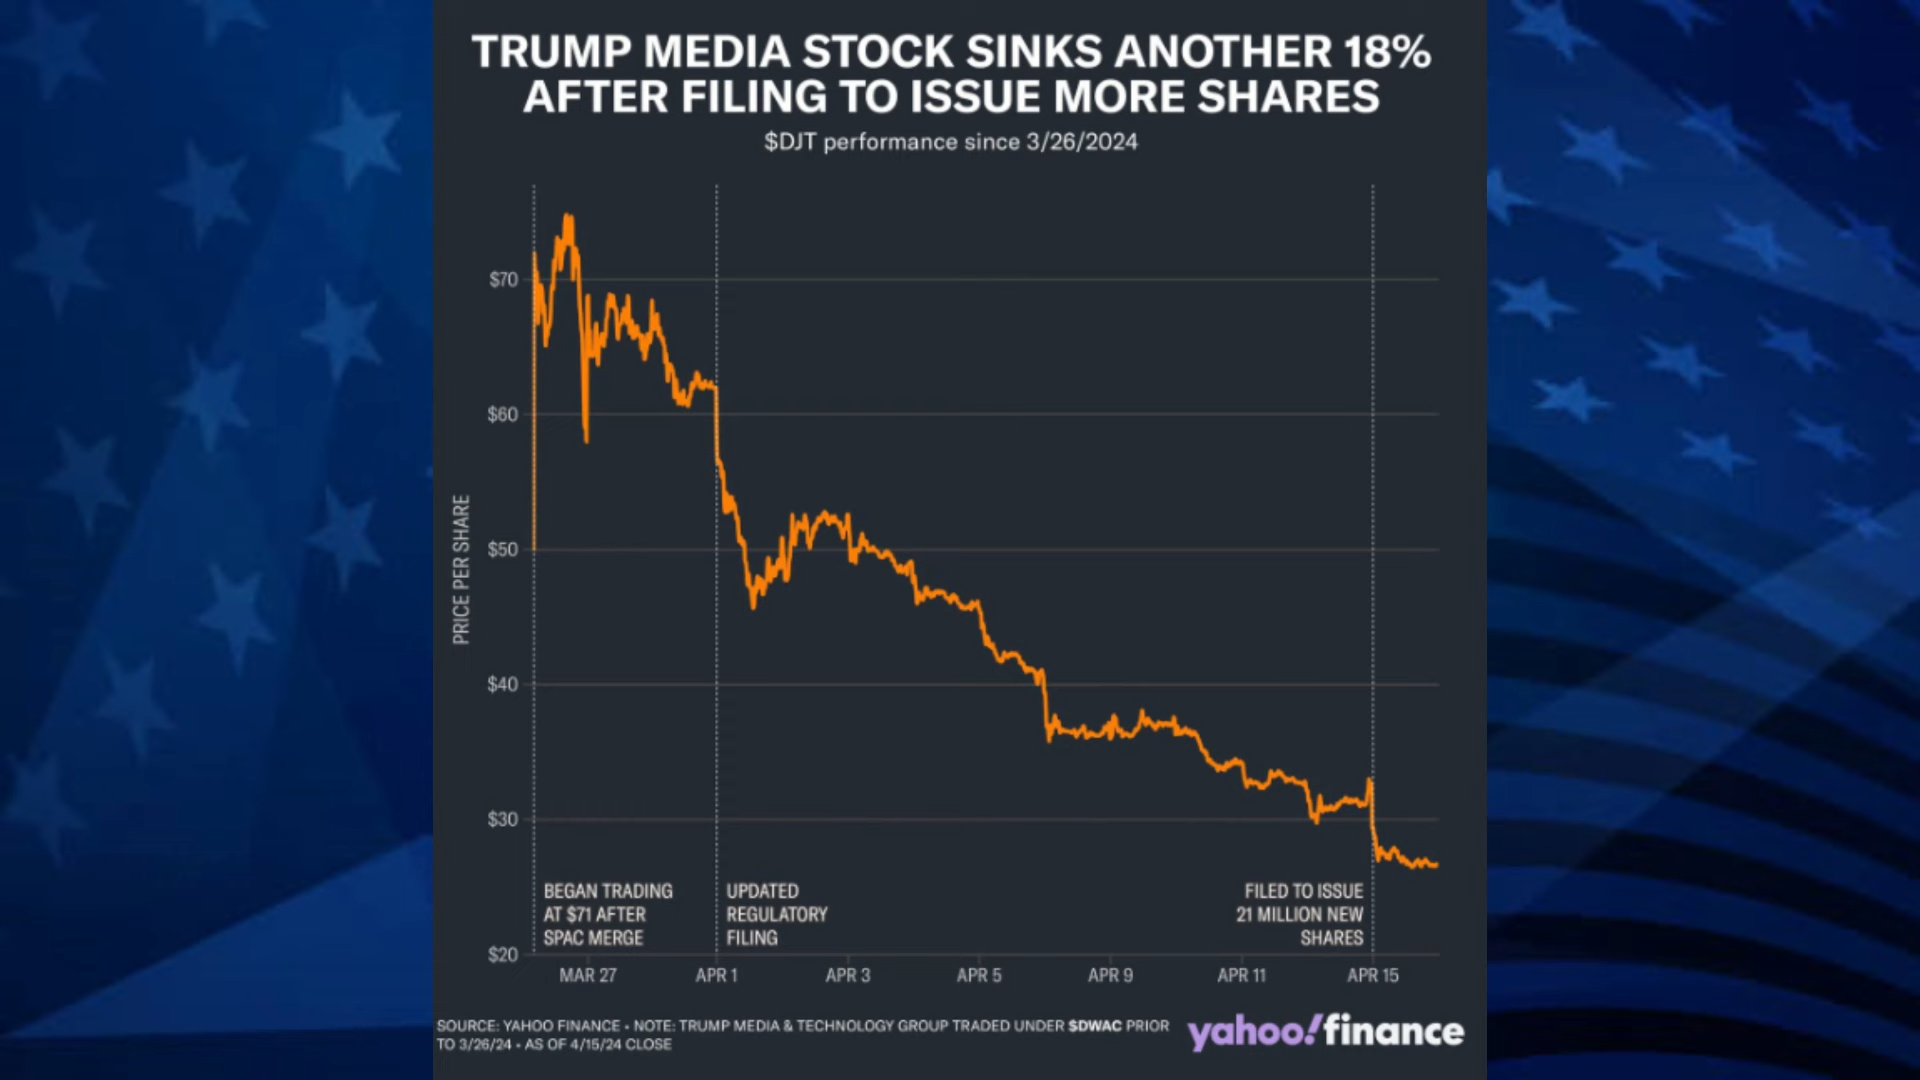 TRUMP MEDIA STOCK SINKS ANOTHER 18%
AFTER FILING TO ISSUE MORE SHARES
$DJT performance since 3/26/2024
$70
$60
$50
$40
$30
$20
PRICE PER SHARE
BEGAN TRADING
AT $71 AFTER
SPAC MERGE
UPDATED
REGULATORY
FILING
FILED TO ISSUE
21 MILLION NEW
SHARES
MAR 27
APR 1
APR 3
APR 5
APR 9
APR 11
APR 15
SOURCE: YAHOO FINANCE • NOTE: TRUMP MEDIA & TECHNOLOGY GROUP TRADED UNDER $DWAC PRIOR
TO 3/26/24 • AS OF 4/15/24 CLOSE
yahoo!finance